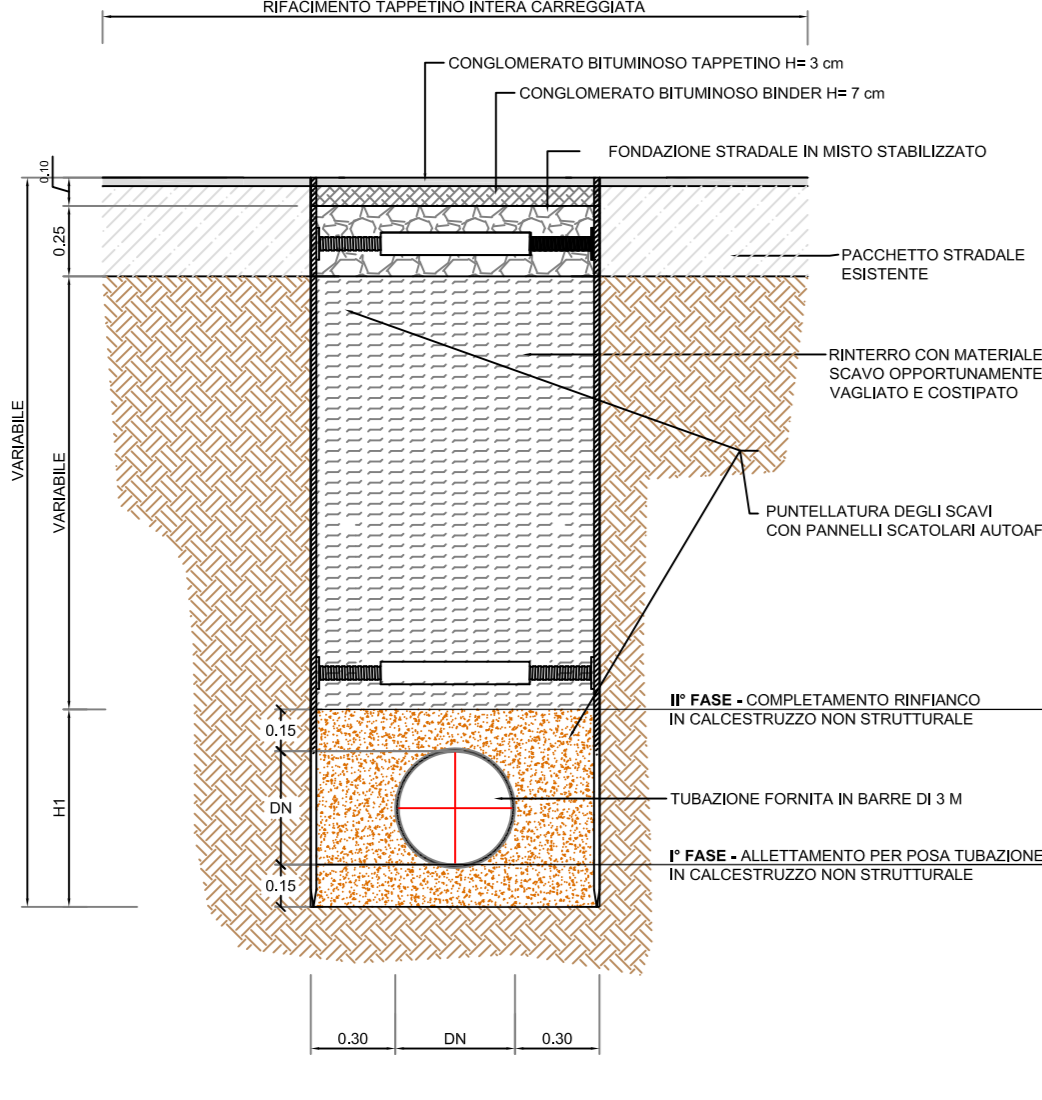 RIFACIMENTO TAPPETINO INTERA CARREGGIATA
CONGLOMERATO BITUMINOSO TAPPETINO H= 3 cm
CONGLOMERATO BITUMINOSO BINDER H= 7 cm
FONDAZIONE STRADALE IN MISTO STABILIZZATO
0.10
0.25
PACCHETTO STRADALE
ESISTENTE
RINTERRO CON MATERIALE
SCAVO OPPORTUNAMENTE
VAGLIATO E COSTIPATO
VARIABILE
VARIABILE
PUNTELLATURA DEGLI SCAVI
CON PANNELLI SCATOLARI AUTOAF
II° FASE - COMPLETAMENTO RINFIANCO
IN CALCESTRUZZO NON STRUTTURALE
0.15
DN
H1
TUBAZIONE FORNITA IN BARRE DI 3 M
I° FASE - ALLETTAMENTO PER POSA TUBAZIONE
IN CALCESTRUZZO NON STRUTTURALE
0.15
0.30
DN
0.30